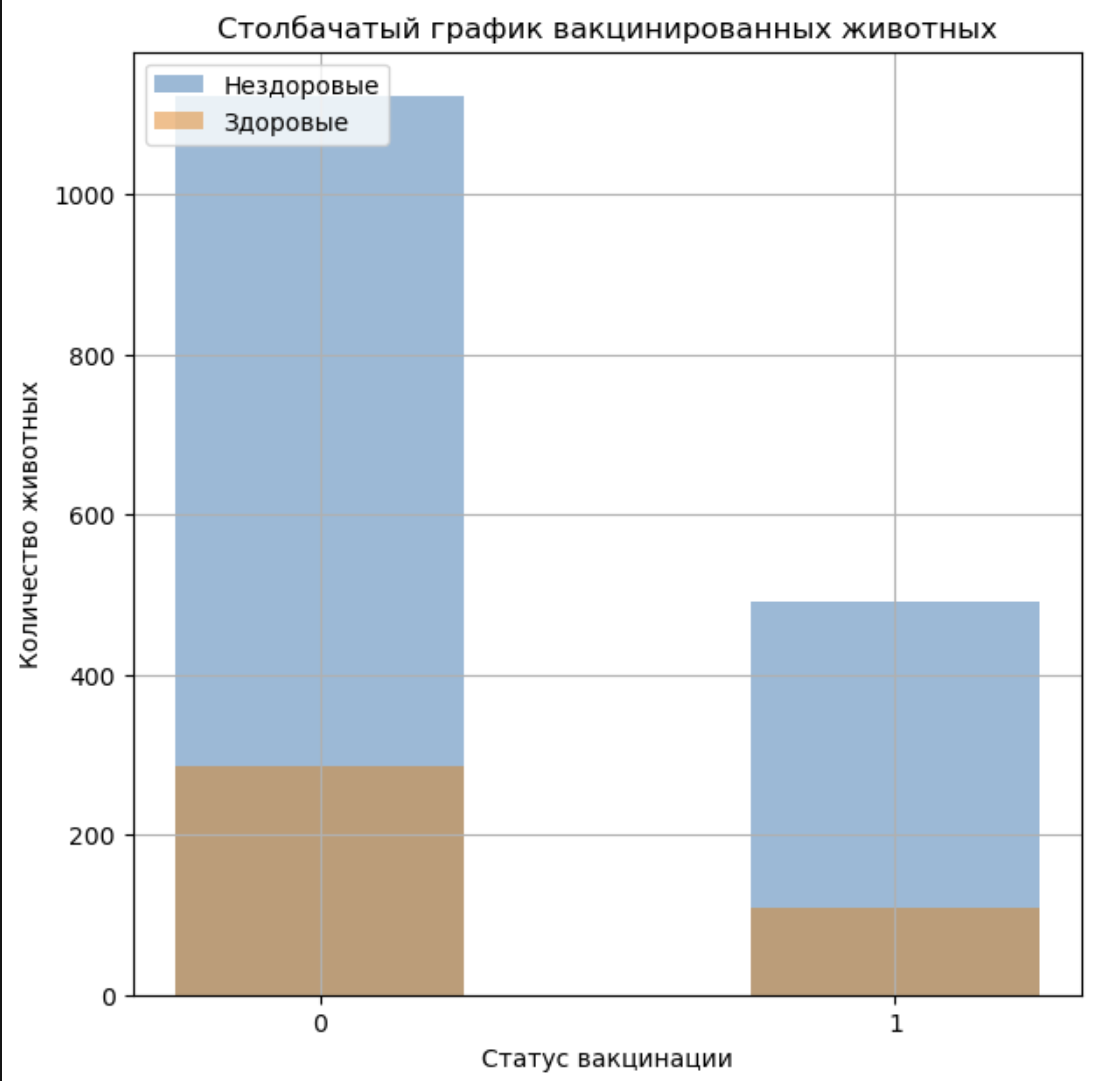 Столбачатый график вакцинированных животных
Нездоровые
Здоровые
Количество животных
1000
800
600
400
200
0
0
1
Статус вакцинации